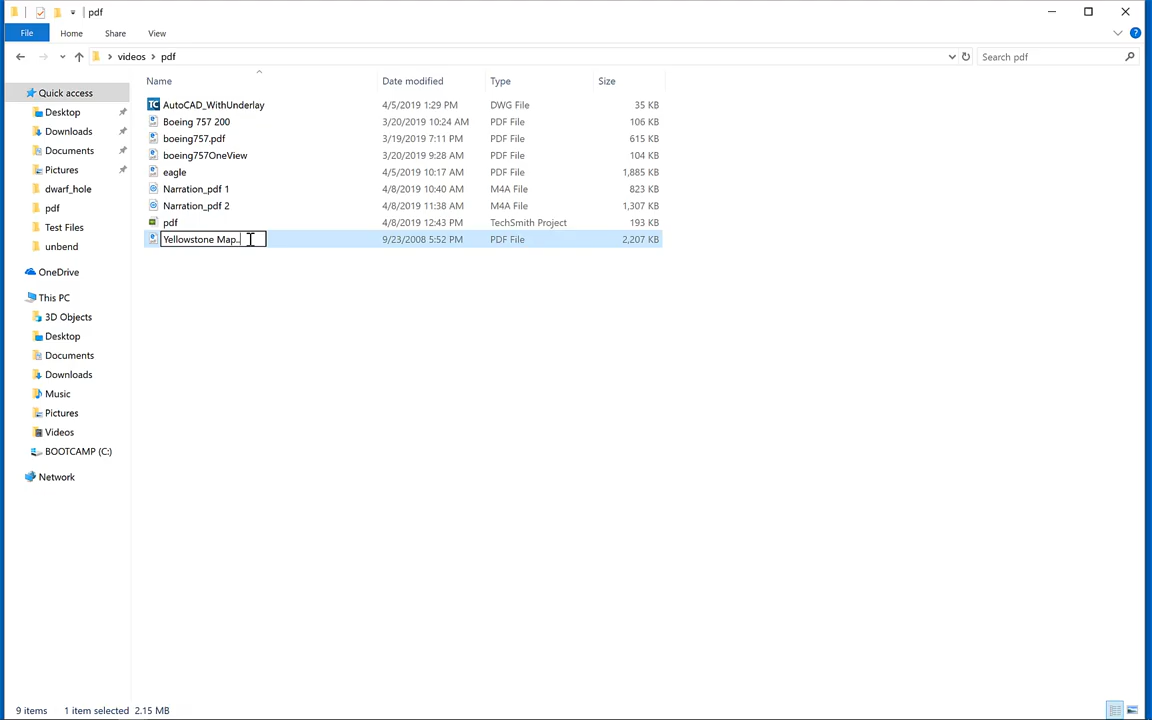 pdf
File Home Share View
videos pdf Search pdf
Name Date modified Type Size
AutoCAD_WithUnderlay 4/5/2019 1:29 PM DWG File 35 KB
Boeing 757 200 3/20/2019 10:24 AM PDF File 106 KB
boeing757.pdf 3/19/2019 7:11 PM PDF File 615 KB
boeing757OneView 3/20/2019 9:28 AM PDF File 104 KB
eagle 4/5/2019 10:17 AM PDF File 1,885 KB
Narration_pdf 1 4/8/2019 10:40 AM M4A File 823 KB
Narration_pdf 2 4/8/2019 11:38 AM M4A File 1,307 KB
pdf 4/8/2019 12:43 PM TechSmith Project 193 KB
Yellowstone Map.. 9/23/2008 5:52 PM PDF File 2,207 KB
Quick access
Desktop
Downloads
Documents
Pictures
dwarf_hole
pdf
Test Files
unbend
OneDrive
This PC
3D Objects
Desktop
Documents
Downloads
Music
Pictures
Videos
BOOTCAMP (C:)
Network
9 items 1 item selected 2.15 MB